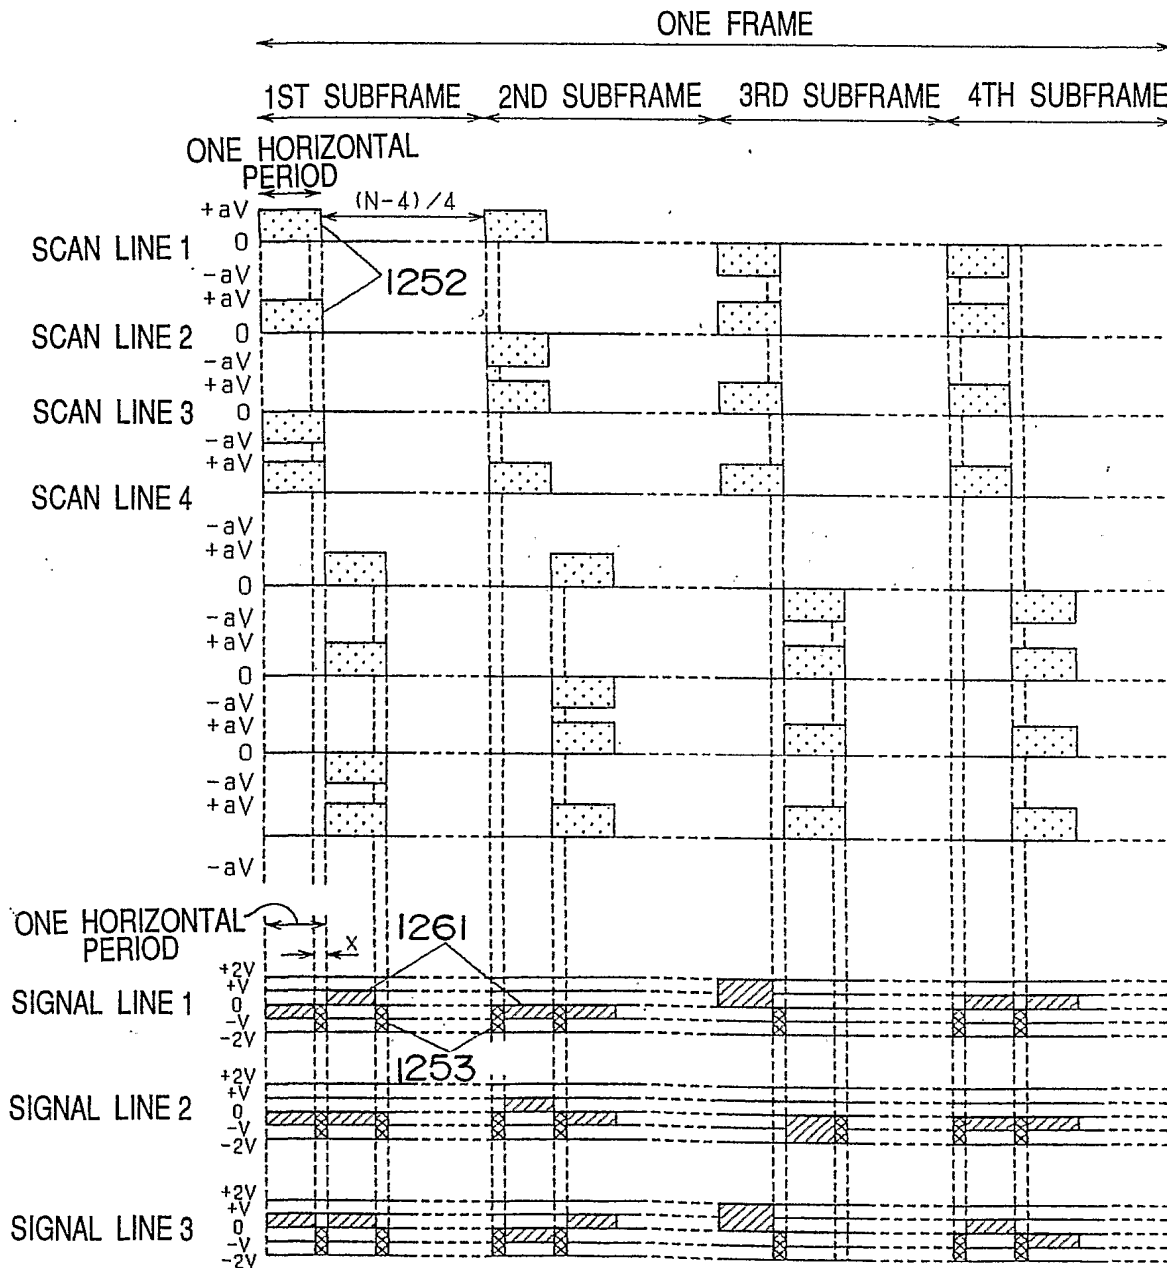 ONE FRAME
1ST SUBFRAME 2ND SUBFRAME 3RD SUBFRAME 4TH SUBFRAME
ONE HORIZONTAL
PERIOD
(N-4)/4
+aV
SCAN LINE 1 0
-aV
1252
+aV
SCAN LINE 2 0
-aV
+aV
SCAN LINE 3 0
-aV
+aV
SCAN LINE 4 0
-aV
+aV
0
-aV
+aV
0
-aV
+aV
0
-aV
+aV
0
-aV
ONE HORIZONTAL
PERIOD
X
1261
+2V
+V
SIGNAL LINE 1 0
-V
-2V
1253
+2V
+V
SIGNAL LINE 2 0
-V
-2V
+2V
+V
SIGNAL LINE 3 0
-V
-2V